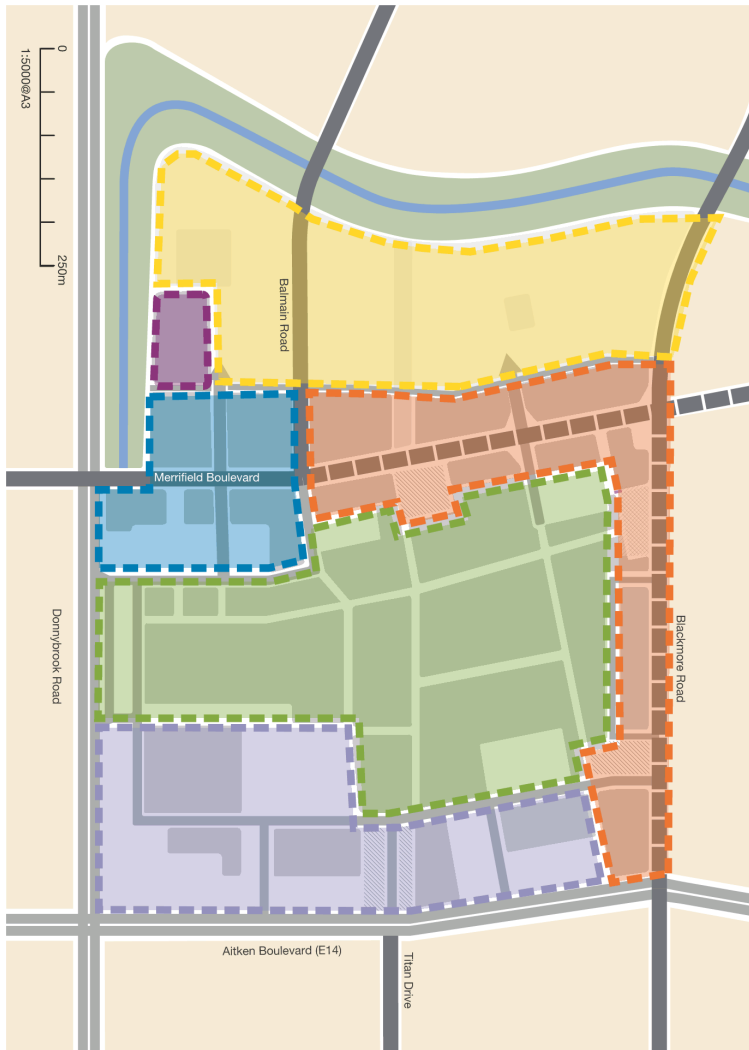 0
250m
1:5000@A3
Balmain Road
Merrifield Boulevard
Donnybrook Road
Blackmore Road
Aitken Boulevard (E14)
Titan Drive